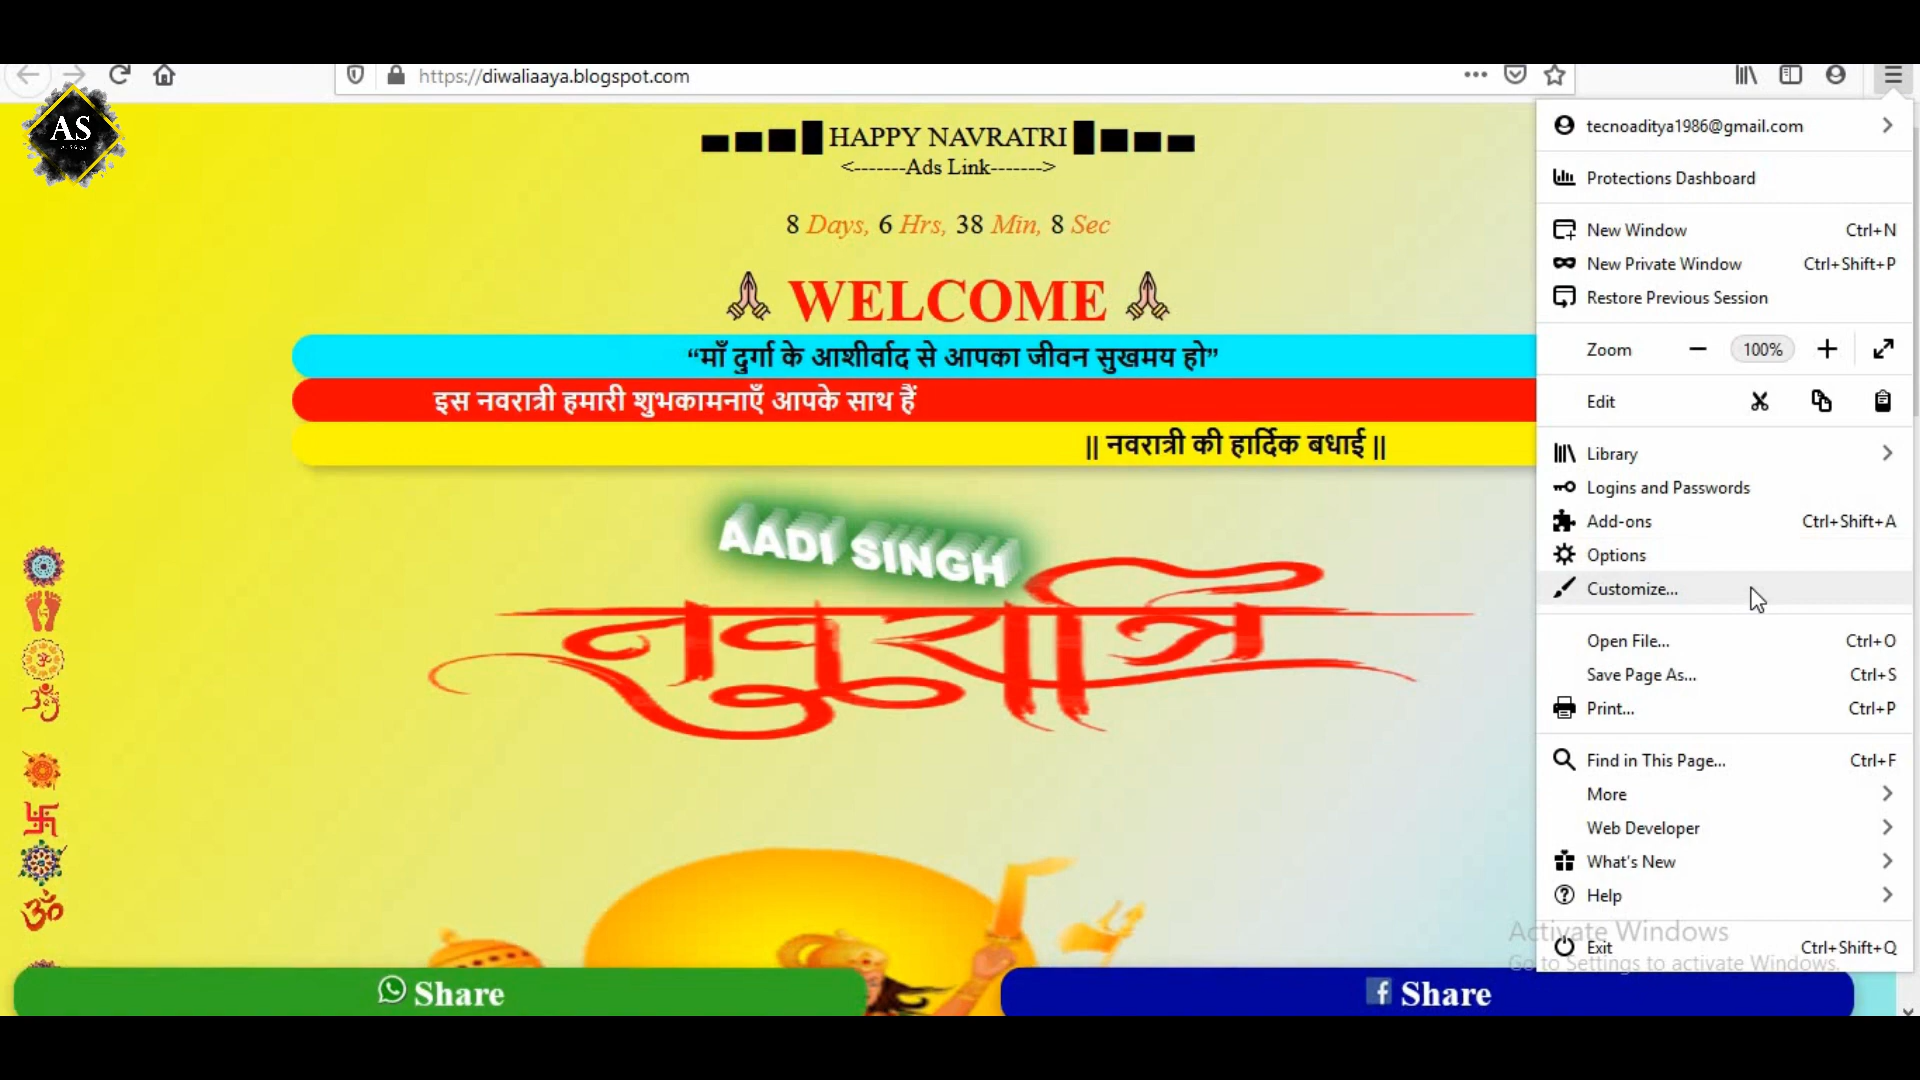 https://diwaliaaya.blogspot.com
AS
▄▅▆█ HAPPY NAVRATRI █▆▅▄
<-------Ads Link------->
8 Days, 6 Hrs, 38 Min, 8 Sec
WELCOME
“माँ दुर्गा के आशीर्वाद से आपका जीवन सुखमय हो”
इस नवरात्री हमारी शुभकामनाएँ आपके साथ हैं
|| नवरात्री की हार्दिक बधाई ||
AADI SINGH
नवरात्रि
Share
Share
tecnoaditya1986@gmail.com
Protections Dashboard
New Window Ctrl+N
New Private Window Ctrl+Shift+P
Restore Previous Session
Zoom 100%
Edit
Library
Logins and Passwords
Add-ons Ctrl+Shift+A
Options
Customize...
Open File... Ctrl+O
Save Page As... Ctrl+S
Print... Ctrl+P
Find in This Page... Ctrl+F
More
Web Developer
What's New
Help
Exit Ctrl+Shift+Q
Activate Windows
Go to Settings to activate Windows.